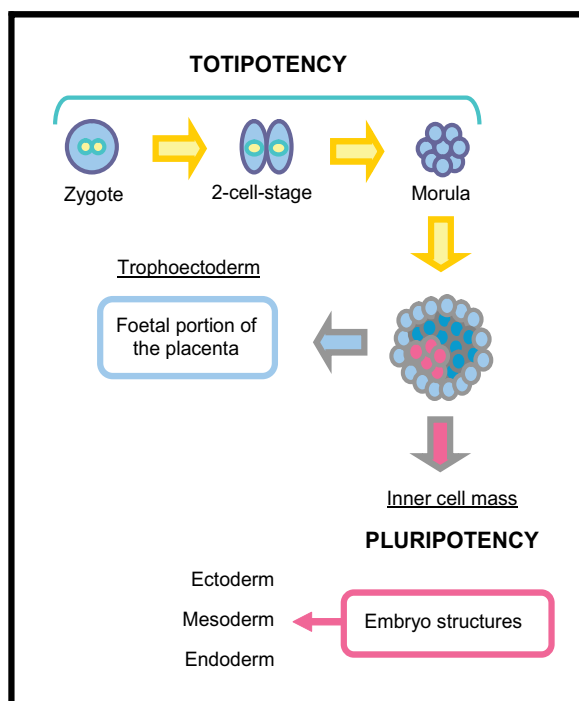 TOTIPOTENCY
Zygote
2-cell-stage
Morula
Trophoectoderm
Foetal portion of
the placenta
Inner cell mass
PLURIPOTENCY
Ectoderm
Mesoderm
Endoderm
Embryo structures